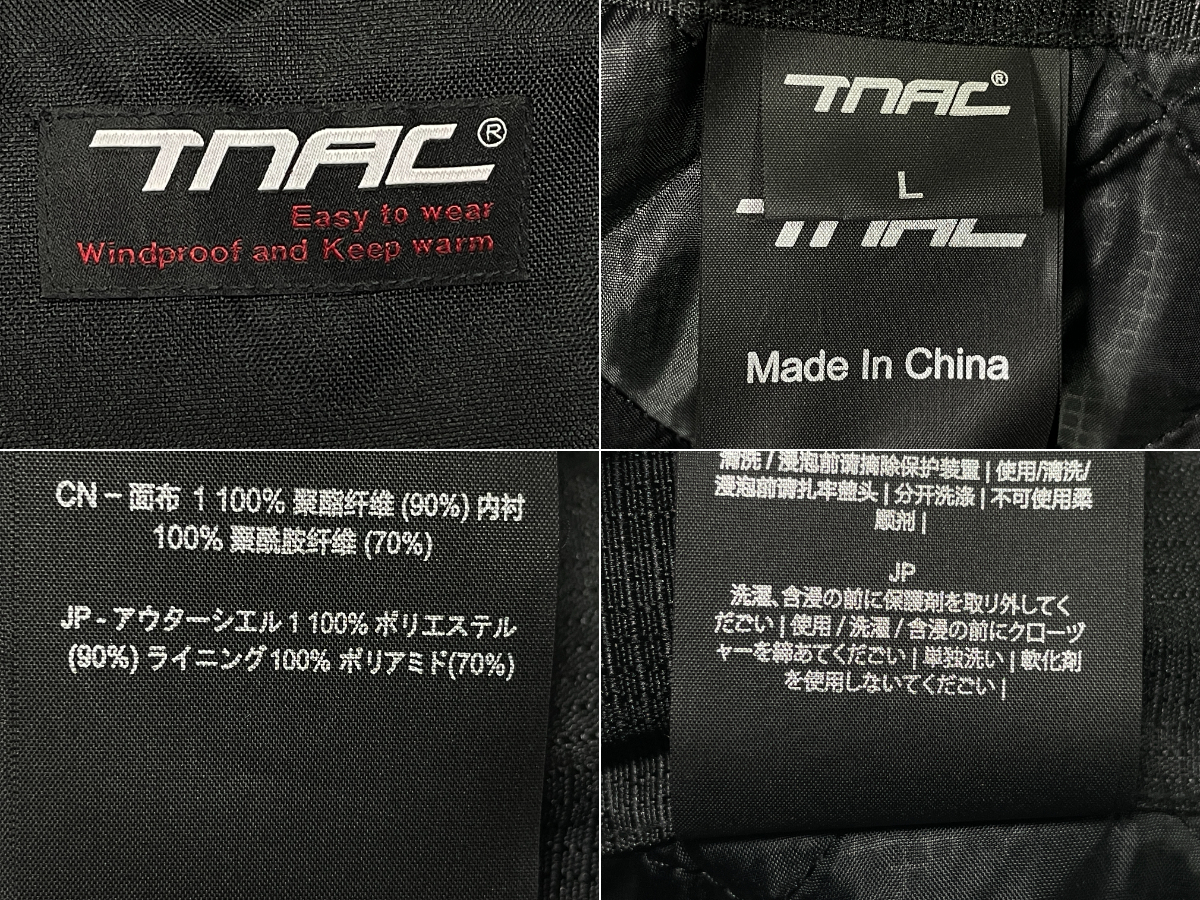 TNAC®
Easy to wear
Windproof and Keep warm
TNAC®
L
TNAC
Made In China
CN - 面布 1 100% 聚酯纤维 (90%) 内衬
100% 聚酰胺纤维 (70%)
JP - アウターシエル 1 100% ポリエステル
(90%) ライニング 100% ポリアミド(70%)
清洗 / 浸泡前请摘除保护装置 | 使用/清洗/
浸泡前请扎牢盖头 | 分开洗涤 | 不可使用柔
顺剂 |
JP
洗濯、含浸の前に保護剤を取り外してく
ださい | 使用 / 洗濯 / 含浸の前にクローヅ
ャーを締あてください | 単独洗い | 軟化剤
を使用しないてください |